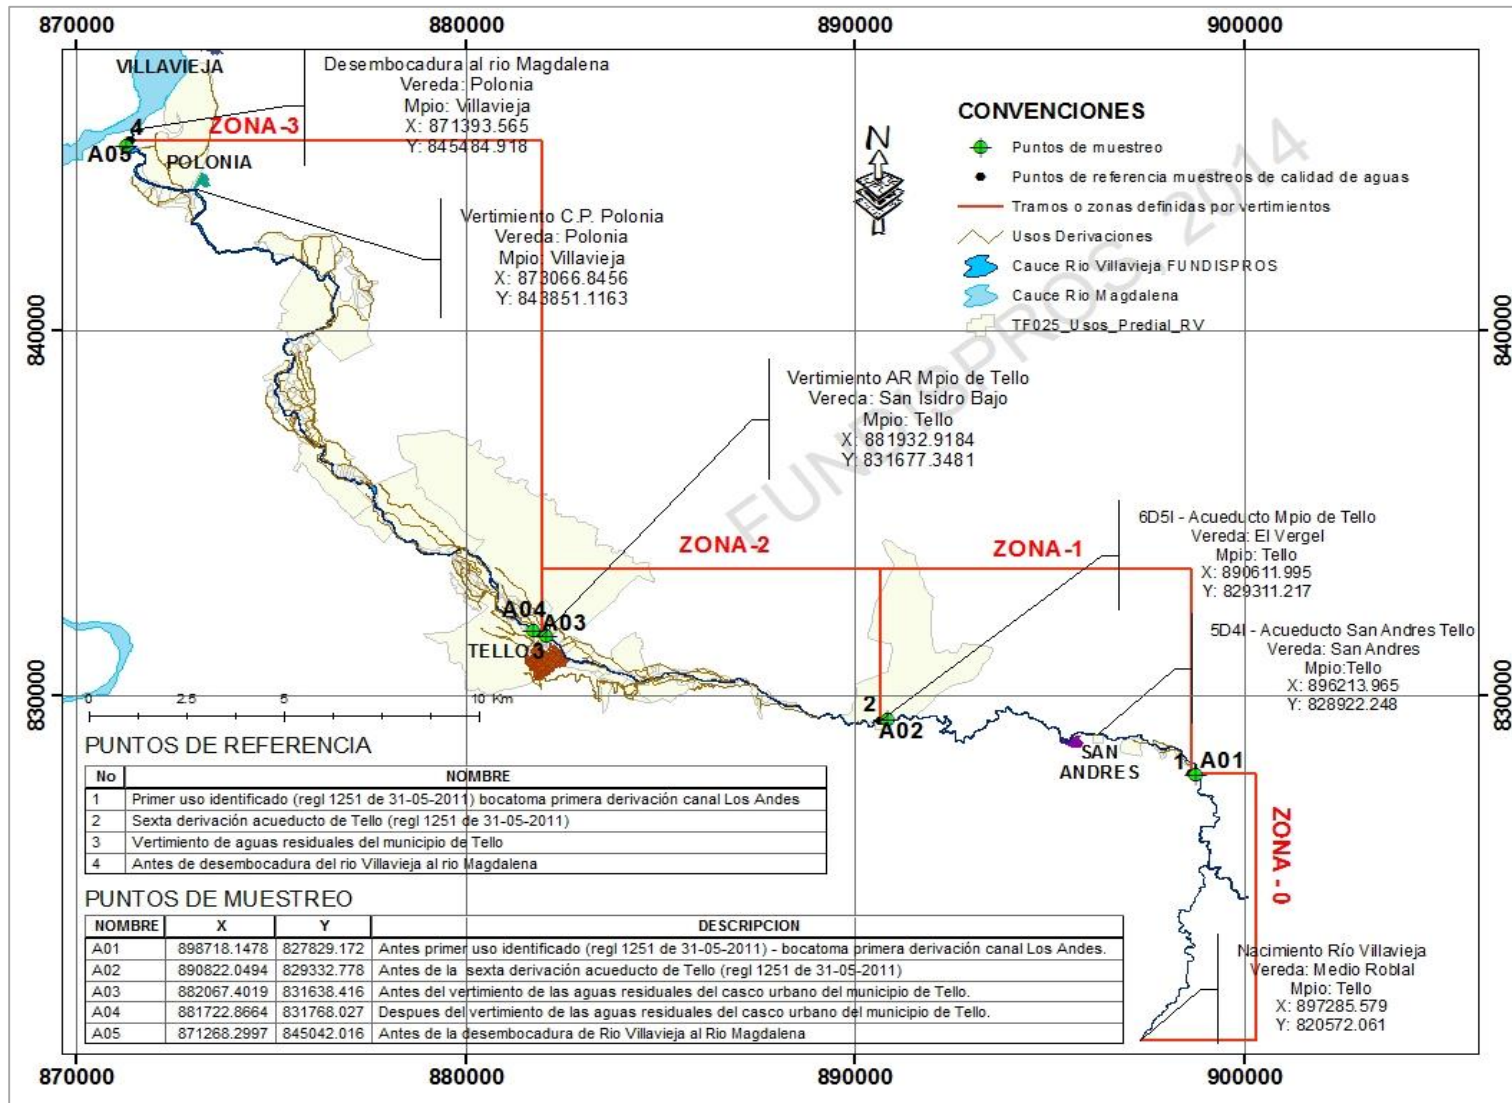 870000 880000 890000 900000
VILLAVIEJA
Desembocadura al rio Magdalena
Vereda: Polonia
Mpio: Villavieja
X: 871393.565
Y: 845484.918
4
ZONA-3
A05
POLONIA
Vertimiento C.P. Polonia
Vereda: Polonia
Mpio: Villavieja
X: 873066.8456
Y: 843851.1163
N
CONVENCIONES
Puntos de muestreo
Puntos de referencia muestreos de calidad de aguas
Tramos o zonas definidas por vertimientos
Usos Derivaciones
Cauce Rio Villavieja FUNDISPROS
Cauce Rio Magdalena
TF025_Usos_Predial_RV
FUNDISPROS, 2014
840000 840000
Vertimiento AR Mpio de Tello
Vereda: San Isidro Bajo
Mpio: Tello
X: 881932.9184
Y: 831677.3481
ZONA-2
ZONA-1
6D5I - Acueducto Mpio de Tello
Vereda: El Vergel
Mpio: Tello
X: 890611.995
Y: 829311.217
A04
A03
TELLO 3
5D4I - Acueducto San Andres Tello
Vereda: San Andres
Mpio:Tello
X: 896213.965
Y: 828922.248
830000 830000
0 2.5 5 10 Km
2
A02
SAN
ANDRES
1 A01
ZONA - 0
PUNTOS DE REFERENCIA
No NOMBRE
1 Primer uso identificado (regl 1251 de 31-05-2011) bocatoma primera derivación canal Los Andes
2 Sexta derivación acueducto de Tello (regl 1251 de 31-05-2011)
3 Vertimiento de aguas residuales del municipio de Tello
4 Antes de desembocadura del rio Villavieja al rio Magdalena
PUNTOS DE MUESTREO
NOMBRE X Y DESCRIPCION
A01 898718.1478 827829.172 Antes primer uso identificado (regl 1251 de 31-05-2011) - bocatoma primera derivación canal Los Andes.
A02 890822.0494 829332.778 Antes de la sexta derivación acueducto de Tello (regl 1251 de 31-05-2011)
A03 882067.4019 831638.416 Antes del vertimiento de las aguas residuales del casco urbano del municipio de Tello.
A04 881722.8664 831768.027 Despues del vertimiento de las aguas residuales del casco urbano del municipio de Tello.
A05 871268.2997 845042.016 Antes de la desembocadura de Rio Villavieja al Rio Magdalena
Nacimiento Río Villavieja
Vereda: Medio Roblal
Mpio: Tello
X: 897285.579
Y: 820572.061
870000 880000 890000 900000